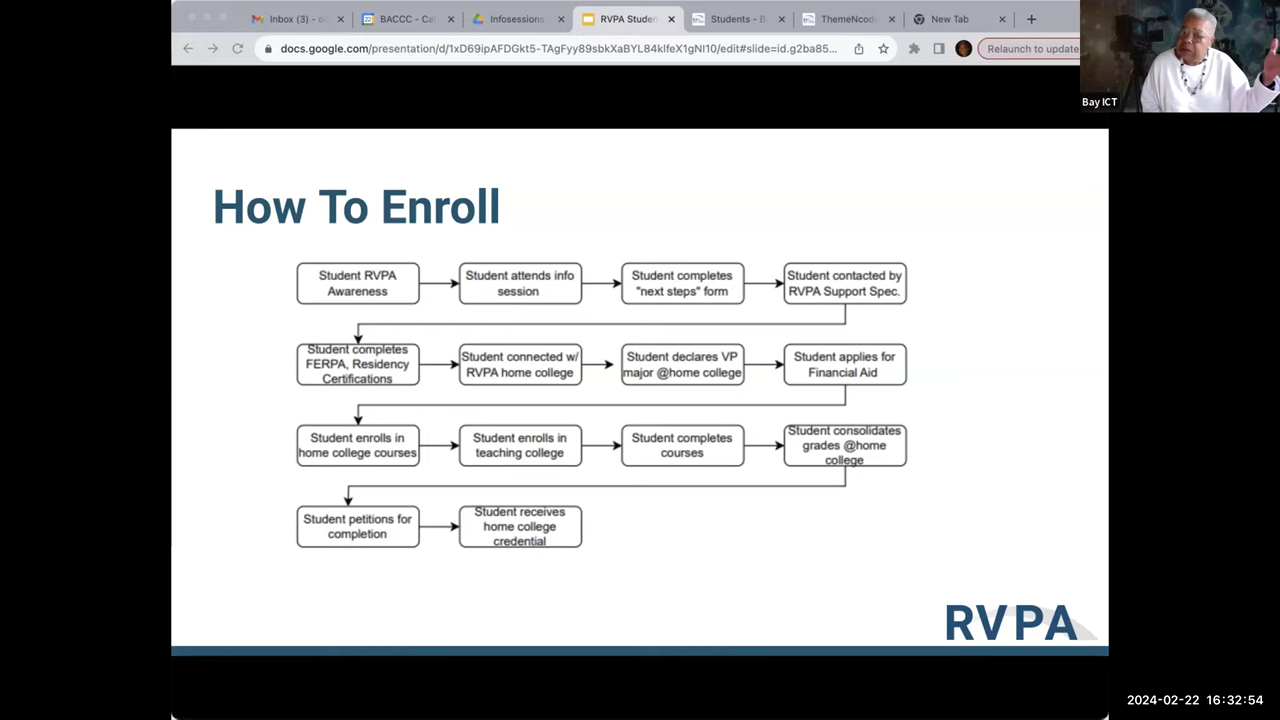 Inbox (3) - d
BACCC - Cal
Infosessions
RVPA Studen
Students - B
ThemeNcod
New Tab
docs.google.com/presentation/d/1xD69ipAFDGkt5-TAgFyy89sbkXaBYL84klfeX1gNI10/edit#slide=id.g2ba85...
Relaunch to update
Bay ICT
How To Enroll
Student RVPA
Awareness
Student attends info
session
Student completes
"next steps" form
Student contacted by
RVPA Support Spec.
Student completes
FERPA, Residency
Certifications
Student connected w/
RVPA home college
Student declares VP
major @home college
Student applies for
Financial Aid
Student enrolls in
home college courses
Student enrolls in
teaching college
Student completes
courses
Student consolidates
grades @home
college
Student petitions for
completion
Student receives
home college
credential
RVPA
2024-02-22 16:32:54